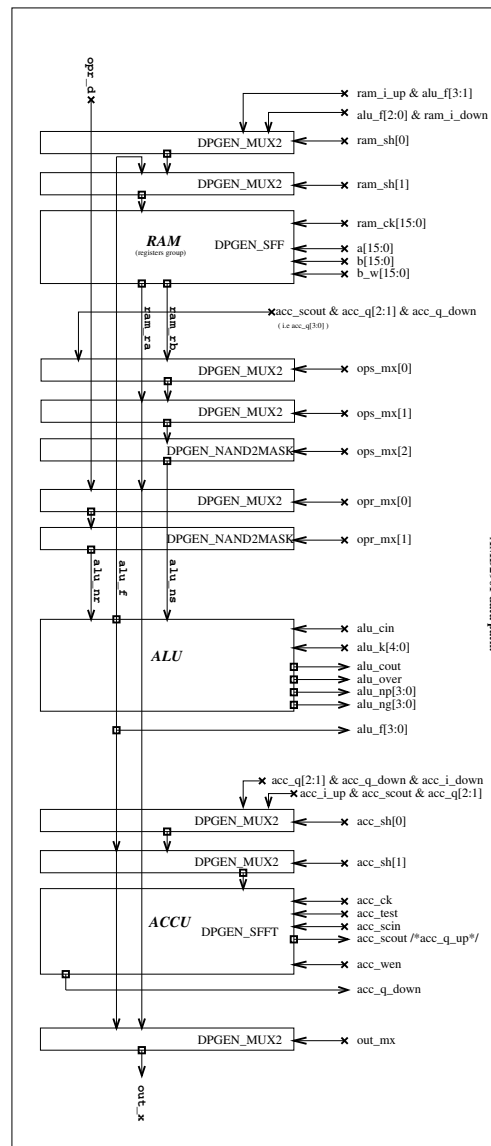 opr_d
ram_i_up & alu_f[3:1]
alu_f[2:0] & ram_i_down
DPGEN_MUX2
ram_sh[0]
DPGEN_MUX2
ram_sh[1]
RAM
(registers group)
DPGEN_SFF
ram_ck[15:0]
a[15:0]
b[15:0]
b_w[15:0]
ram_ra
ram_rb
acc_scout & acc_q[2:1] & acc_q_down
( i.e acc_q[3:0] )
DPGEN_MUX2
ops_mx[0]
DPGEN_MUX2
ops_mx[1]
DPGEN_NAND2MASK
ops_mx[2]
DPGEN_MUX2
opr_mx[0]
DPGEN_NAND2MASK
opr_mx[1]
alu_nr
alu_f
alu_ns
ALU
alu_cin
alu_k[4:0]
alu_cout
alu_over
alu_np[3:0]
alu_ng[3:0]
alu_f[3:0]
acc_q[2:1] & acc_q_down & acc_i_down
acc_i_up & acc_scout & acc_q[2:1]
DPGEN_MUX2
acc_sh[0]
DPGEN_MUX2
acc_sh[1]
ACCU
DPGEN_SFFT
acc_ck
acc_test
acc_scin
acc_scout /*acc_q_up*/
acc_wen
acc_q_down
DPGEN_MUX2
out_mx
out_x